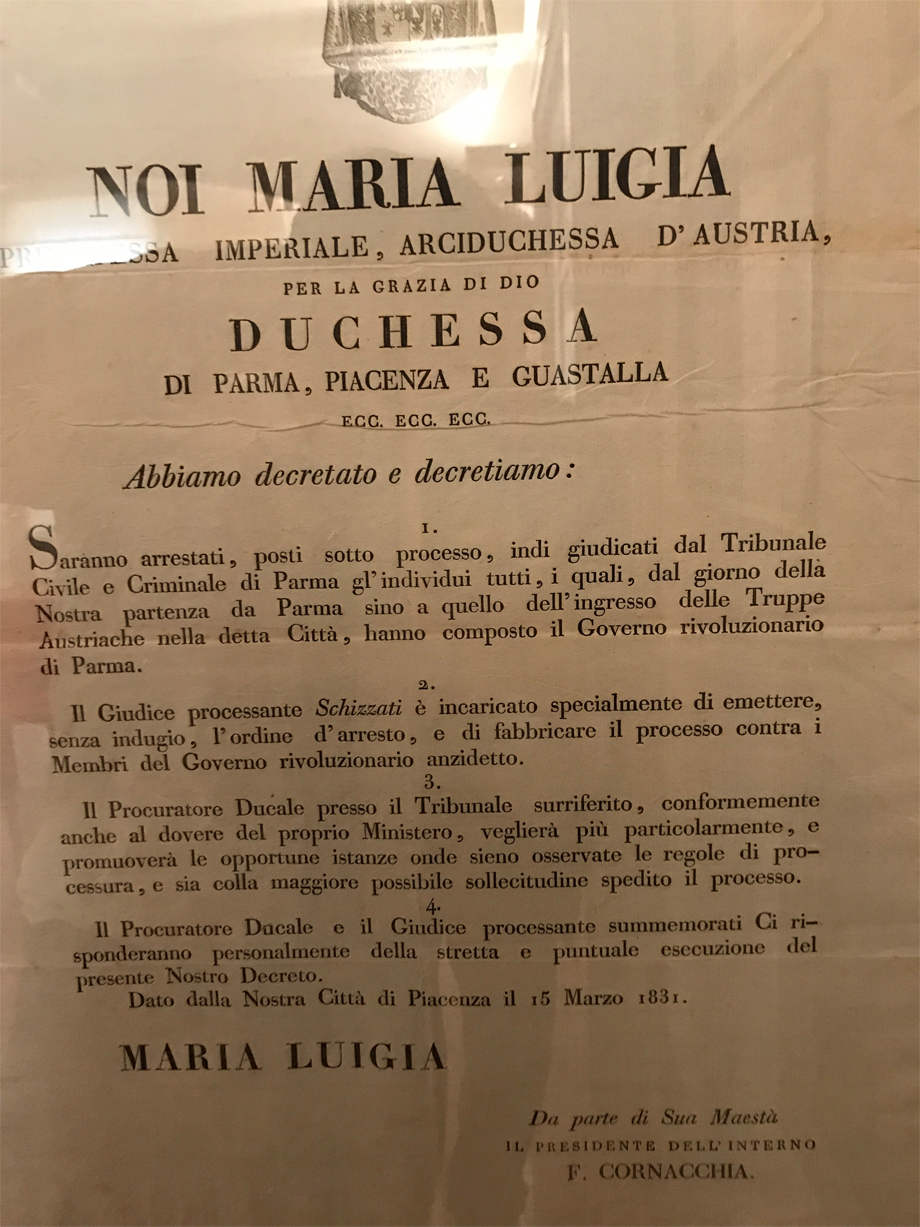 NOI MARIA LUIGIA
IMPERIALE, ARCIDUCHESSA D'AUSTRIA,
PER LA GRAZIA DI DIO
DUCHESSA
DI PARMA, PIACENZA E GUASTALLA
ECC. ECC. ECC.
Abbiamo decretato e decretiamo:
1.
Saranno arrestati, posti sotto processo, indi giudicati dal Tribunale
Civile e Criminale di Parma gl'individui tutti, i quali, dal giorno della
Nostra partenza da Parma sino a quello dell'ingresso delle Truppe
Austriache nella detta Città, hanno composto il Governo rivoluzionario
di Parma.
2.
Il Giudice processante Schizzati è incaricato specialmente di emettere,
senza indugio, l'ordine d'arresto, e di fabbricare il processo contra i
Membri del Governo rivoluzionario anzidetto.
3.
Il Procuratore Ducale presso il Tribunale surriferito, conformemente
anche al dovere del proprio Ministero, veglierà più particolarmente, e
promuoverà le opportune istanze onde sieno osservate le regole di pro-
cessura, e sia colla maggiore possibile sollecitudine spedito il processo.
4.
Il Procuratore Dacale e il Giudice processante summemorati Ci ri-
sponderanno personalmente della stretta e puntuale esecuzione del
presente Nostro Decreto.
Dato dalla Nostra Città di Piacenza il 15 Marzo 1831.
MARIA LUIGIA
Da parte di Sua Maestà
IL PRESIDENTE DELL'INTERNO
F. CORNACCHIA.